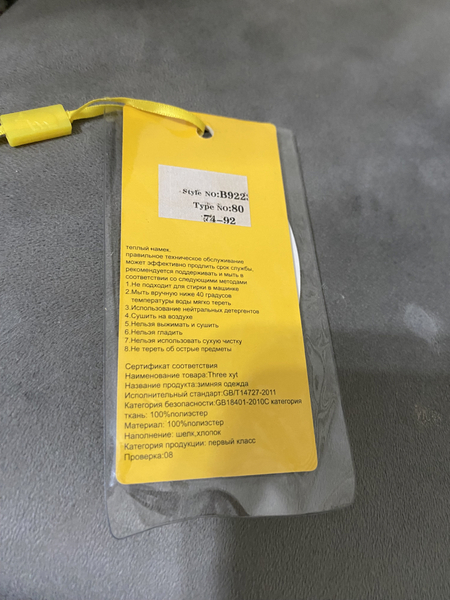 Style NO:B922
Type NO:80
74-92
теплый намек,
правильное техническое обслуживание
может эффективно продлить срок службы,
рекомендуется поддерживать и мыть в
соответствии со следующими методами
1.Не подходит для стирки в машинке
2.Мыть вручную ниже 40 градусов
температуры воды мягко тереть
3.Использование нейтральных детергентов
4.Сушить на воздухе
5.Нельзя выжимать и сушить
6.Нельзя гладить
7.Нельзя использовать сухую чистку
8.Не тереть об острые предметы
Сертификат соответствия
Наименование товара:Three xyt
Название продукта:зимняя одежда
Исполнительный стандарт:GB/T14727-2011
Категория безопасности:GB18401-2010C категория
ткань: 100%полиэстер
Материал: 100%полиэстер
Наполнение: шелк,хлопок
Категория продукции: первый класс
Проверка:08